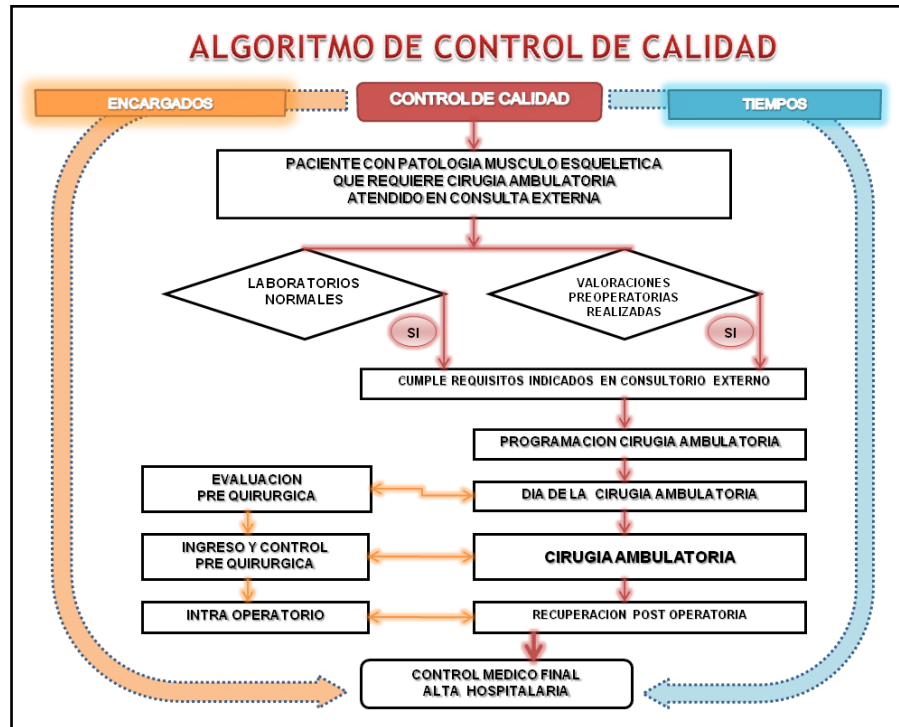 ALGORITMO DE CONTROL DE CALIDAD
ENCARGADOS
CONTROL DE CALIDAD
TIEMPOS
PACIENTE CON PATOLOGIA MUSCULO ESQUELETICA
QUE REQUIERE CIRUGIA AMBULATORIA
ATENDIDO EN CONSULTA EXTERNA
LABORATORIOS
NORMALES
VALORACIONES
PREOPERATORIAS
REALIZADAS
SI
SI
CUMPLE REQUISITOS INDICADOS EN CONSULTORIO EXTERNO
PROGRAMACION CIRUGIA AMBULATORIA
EVALUACION
PRE QUIRURGICA
DIA DE LA CIRUGIA AMBULATORIA
INGRESO Y CONTROL
PRE QUIRURGICA
CIRUGIA AMBULATORIA
INTRA OPERATORIO
RECUPERACION POST OPERATORIA
CONTROL MEDICO FINAL
ALTA HOSPITALARIA